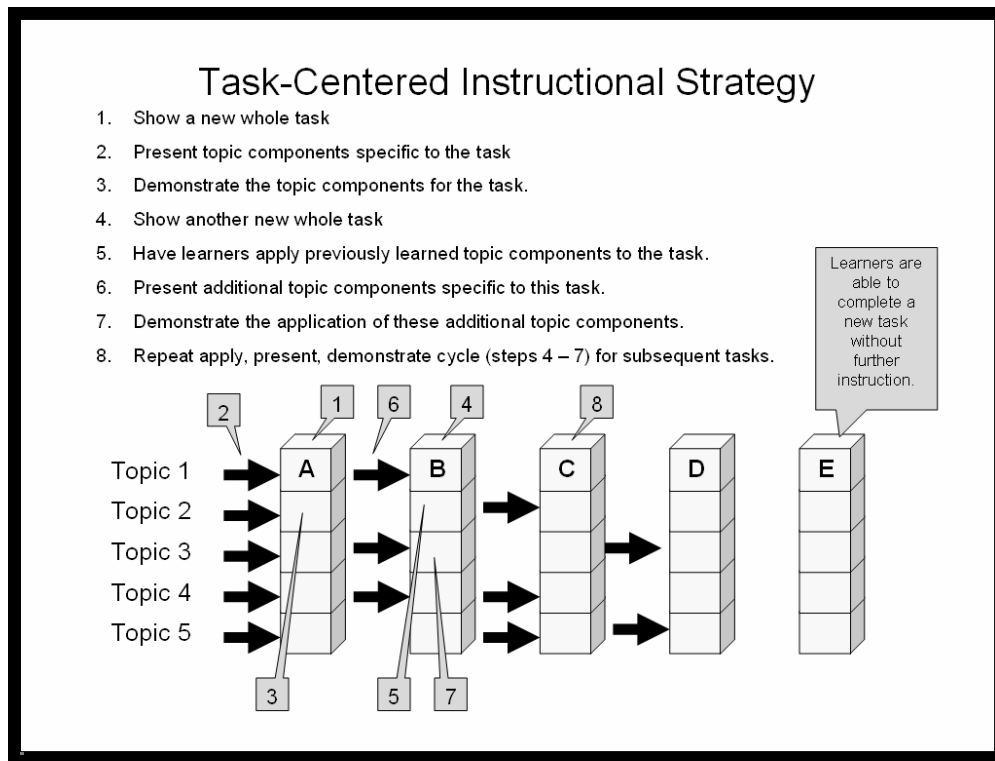 Task-Centered Instructional Strategy
1. Show a new whole task
2. Present topic components specific to the task
3. Demonstrate the topic components for the task.
4. Show another new whole task
5. Have learners apply previously learned topic components to the task.
6. Present additional topic components specific to this task.
7. Demonstrate the application of these additional topic components.
8. Repeat apply, present, demonstrate cycle (steps 4 – 7) for subsequent tasks.
Learners are
able to
complete a
new task
without
further
instruction.
2
1
6
4
8
Topic 1
A
B
C
D
E
Topic 2
Topic 3
Topic 4
Topic 5
3
5
7